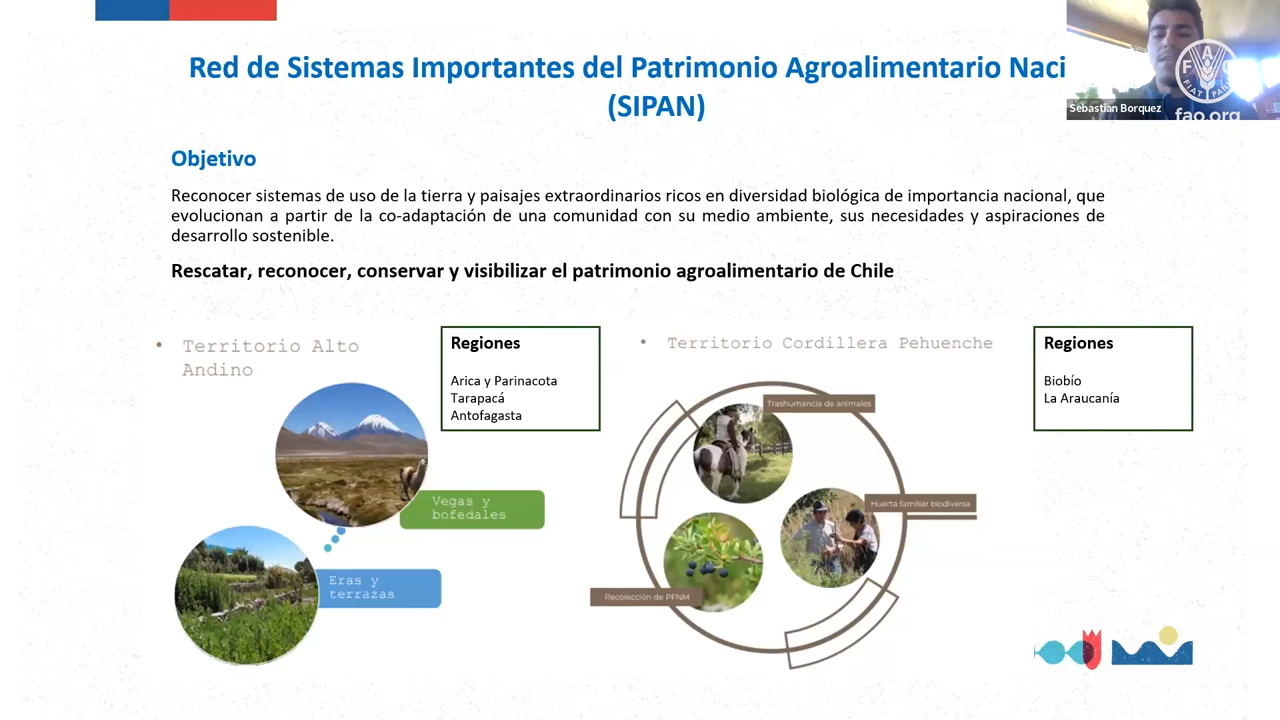 Red de Sistemas Importantes del Patrimonio Agroalimentario Naci
(SIPAN)
Sebastian Borquez
FAO
FIAT PANIS
fao.org
Objetivo
Reconocer sistemas de uso de la tierra y paisajes extraordinarios ricos en diversidad biológica de importancia nacional, que
evolucionan a partir de la co-adaptación de una comunidad con su medio ambiente, sus necesidades y aspiraciones de
desarrollo sostenible.
Rescatar, reconocer, conservar y visibilizar el patrimonio agroalimentario de Chile
• Territorio Alto
Andino
Regiones
Arica y Parinacota
Tarapacá
Antofagasta
Vegas y
bofedales
Eras y
terrazas
• Territorio Cordillera Pehuenche
Regiones
Biobío
La Araucanía
Trashumancia de animales
Huerta familiar biodiversa
Recolección de PFNM